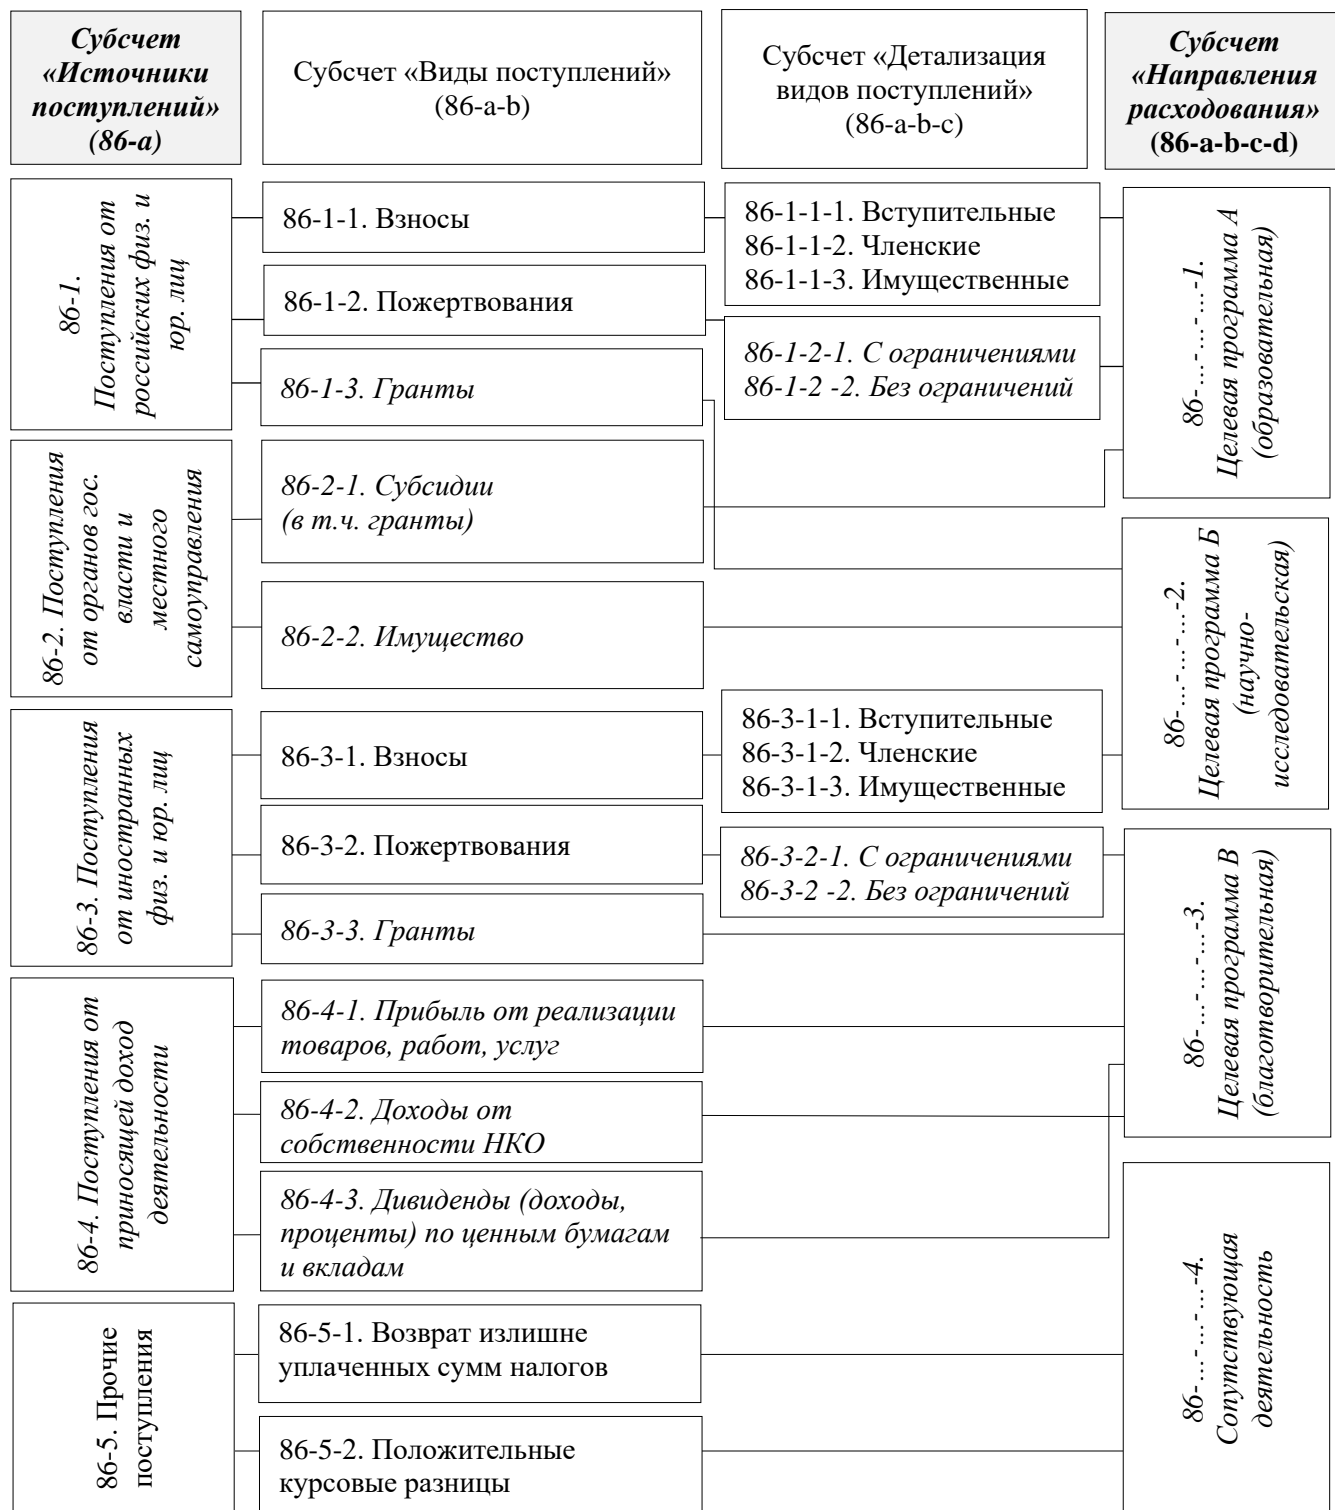 Субсчет
«Источники
поступлений»
(86-а)
Субсчет «Виды поступлений»
(86-a-b)
Субсчет «Детализация
видов поступлений»
(86-a-b-c)
Субсчет
«Направления
расходования»
(86-a-b-c-d)
86-1.
Поступления от
российских физ. и
юр. лиц
86-1-1. Взносы
86-1-2. Пожертвования
86-1-3. Гранты
86-1-1-1. Вступительные
86-1-1-2. Членские
86-1-1-3. Имущественные
86-1-2-1. С ограничениями
86-1-2 -2. Без ограничений
86-…-…-…-1.
Целевая программа А
(образовательная)
86-2. Поступления
от органов гос.
власти и
местного
самоуправления
86-2-1. Субсидии
(в т.ч. гранты)
86-2-2. Имущество
86-…-…-…-2.
Целевая программа Б
(научно-
исследовательская)
86-3. Поступления
от иностранных
физ. и юр. лиц
86-3-1. Взносы
86-3-2. Пожертвования
86-3-3. Гранты
86-3-1-1. Вступительные
86-3-1-2. Членские
86-3-1-3. Имущественные
86-3-2-1. С ограничениями
86-3-2 -2. Без ограничений
86-…-…-…-3.
Целевая программа В
(благотворительная)
86-4. Поступления от
приносящей доход
деятельности
86-4-1. Прибыль от реализации
товаров, работ, услуг
86-4-2. Доходы от
собственности НКО
86-4-3. Дивиденды (доходы,
проценты) по ценным бумагам
и вкладам
86-…-…-…-4.
Сопутствующая
деятельность
86-5. Прочие
поступления
86-5-1. Возврат излишне
уплаченных сумм налогов
86-5-2. Положительные
курсовые разницы